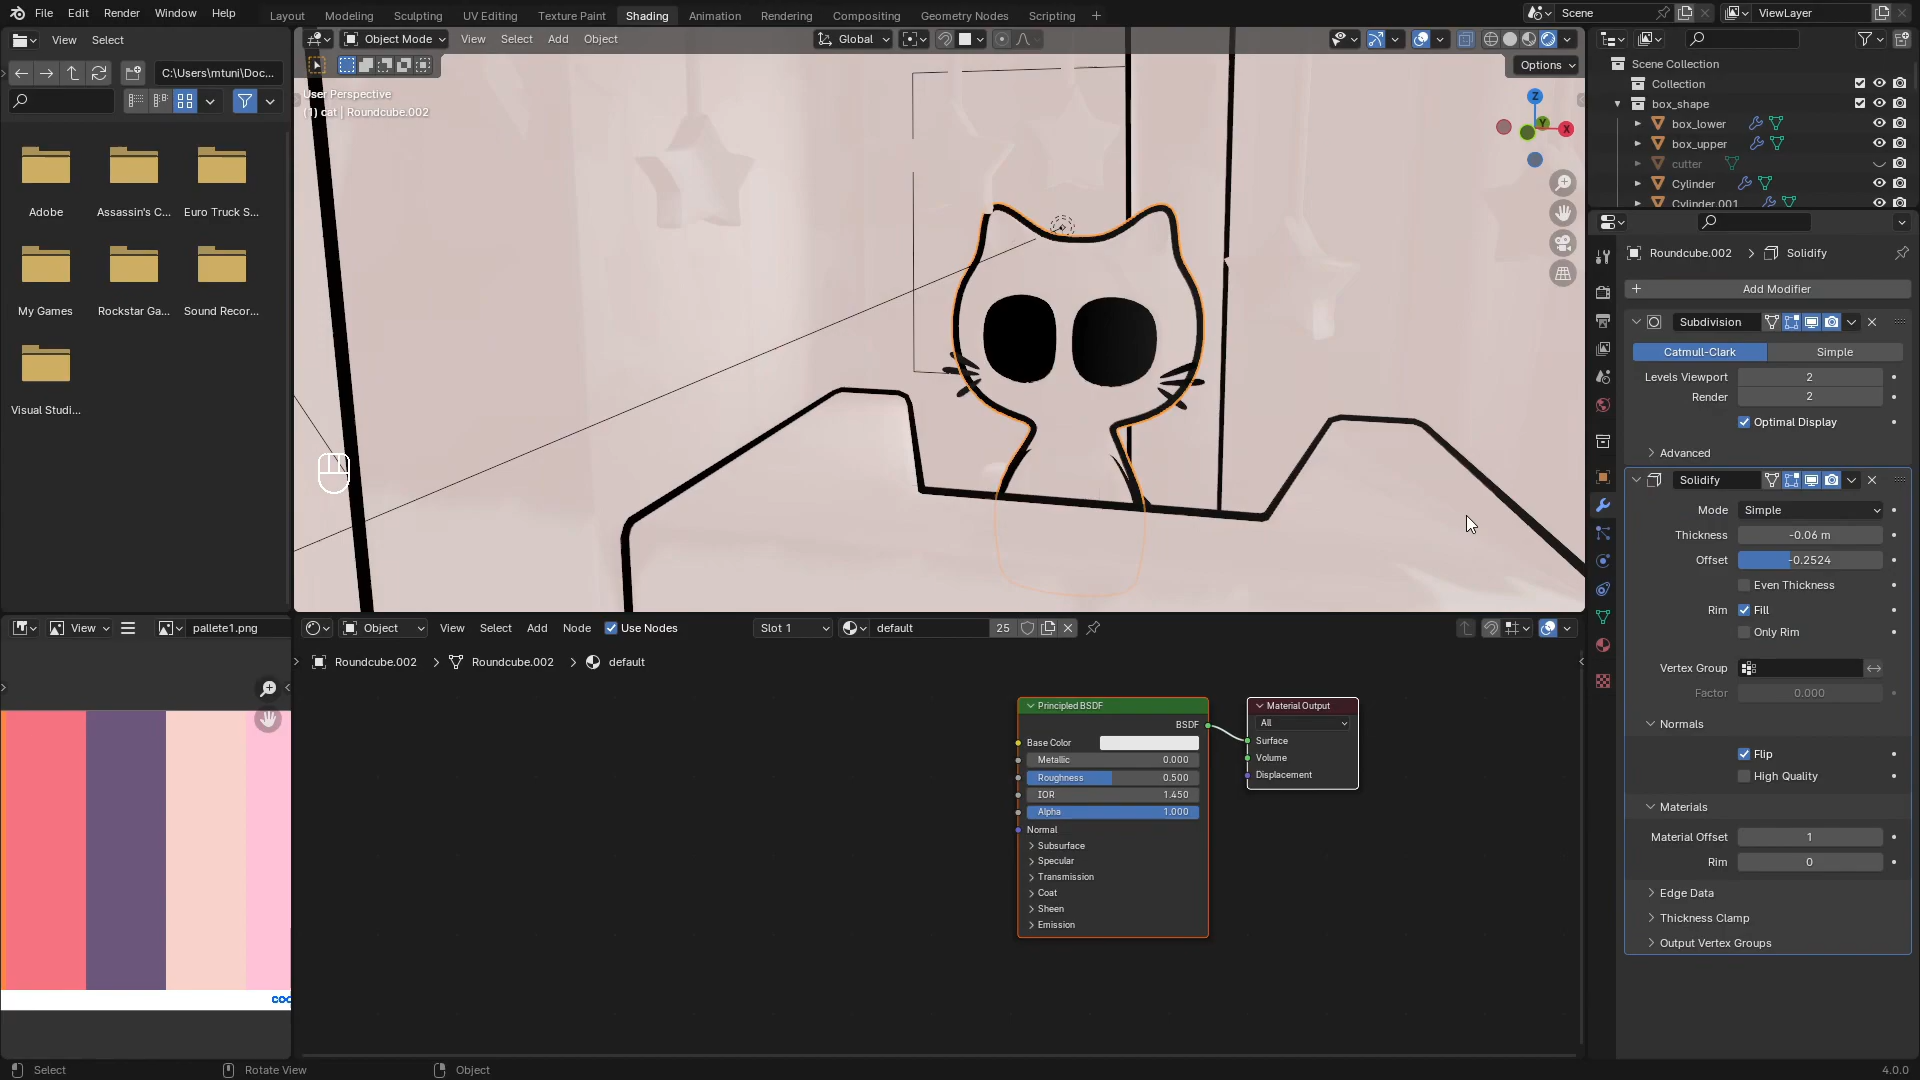 File Edit Render Window Help
Layout Modeling Sculpting UV Editing Texture Paint Shading Animation Rendering Compositing Geometry Nodes Scripting
Scene ViewLayer
View Select
C:\Users\mtuni\Doc...
Adobe Assassin's C... Euro Truck S...
My Games Rockstar Ga... Sound Recor...
Visual Studi...
Object Mode View Select Add Object Global
Options
User Perspective
(1) cat | Roundcube.002
Z
Y
X
Scene Collection
Collection
box_shape
box_lower
box_upper
cutter
Cylinder
Cylinder.001
Roundcube.002 Solidify
Add Modifier
Subdivision
Catmull-Clark Simple
Levels Viewport 2
Render 2
Optimal Display
Advanced
Solidify
Mode Simple
Thickness -0.06 m
Offset -0.2524
Even Thickness
Rim Fill
Only Rim
Vertex Group
Factor 0.000
Normals
Flip
High Quality
Materials
Material Offset 1
Rim 0
Edge Data
Thickness Clamp
Output Vertex Groups
View pallete1.png
coo
Object View Select Add Node Use Nodes Slot 1 default 25
Roundcube.002 Roundcube.002 default
Principled BSDF
BSDF
Base Color
Metallic 0.000
Roughness 0.500
IOR 1.450
Alpha 1.000
Normal
Subsurface
Specular
Transmission
Coat
Sheen
Emission
Material Output
All
Surface
Volume
Displacement
Select Rotate View Object 4.0.0